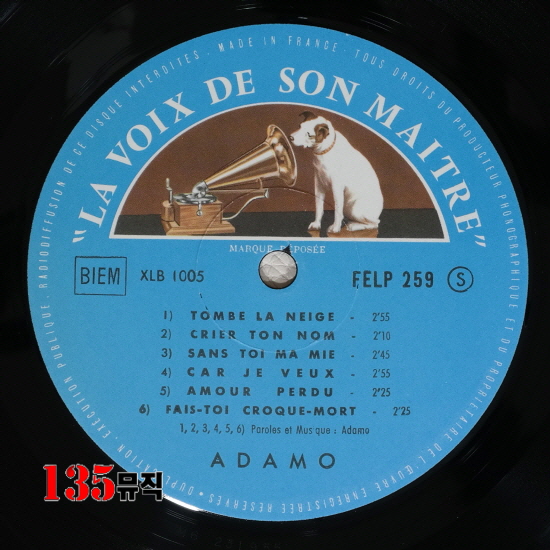 MADE IN FRANCE · TOUS DROITS DU PRODUCTEUR PHONOGRAPHIQUE ET DU PROPRIETAIRE DE L'ŒUVRE ENREGISTREE RESERVES · DUPLICATION · EXECUTION PUBLIQUE · RADIODIFFUSION DE CE DISQUE INTERDITES ·
"LA VOIX DE SON MAITRE"
MARQUE DÉPOSÉE
BIEM XLB 1005 FELP 259 S
1) TOMBE LA NEIGE - 2'55
2) CRIER TON NOM - 2'10
3) SANS TOI MA MIE - 2'45
4) CAR JE VEUX - 2'55
5) AMOUR PERDU - 2'25
6) FAIS-TOI CROQUE-MORT - 2'25
1, 2, 3, 4, 5, 6) Paroles et Musique : Adamo
ADAMO
135뮤직